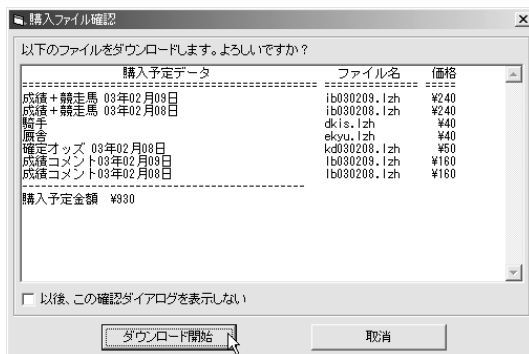 購入ファイル確認
以下のファイルをダウンロードします。よろしいですか？
購入予定データ ファイル名 価格
成績＋競走馬 03年02月09日 ib030209.lzh ¥240
成績＋競走馬 03年02月08日 ib030208.lzh ¥240
騎手 dkis.lzh ¥40
厩舎 ekyu.lzh ¥40
確定オッズ 03年02月08日 kd030208.lzh ¥50
成績コメント03年02月09日 lb030209.lzh ¥160
成績コメント03年02月08日 lb030208.lzh ¥160
購入予定金額 ¥930
以後、この確認ダイアログを表示しない
ダウンロード開始 取消